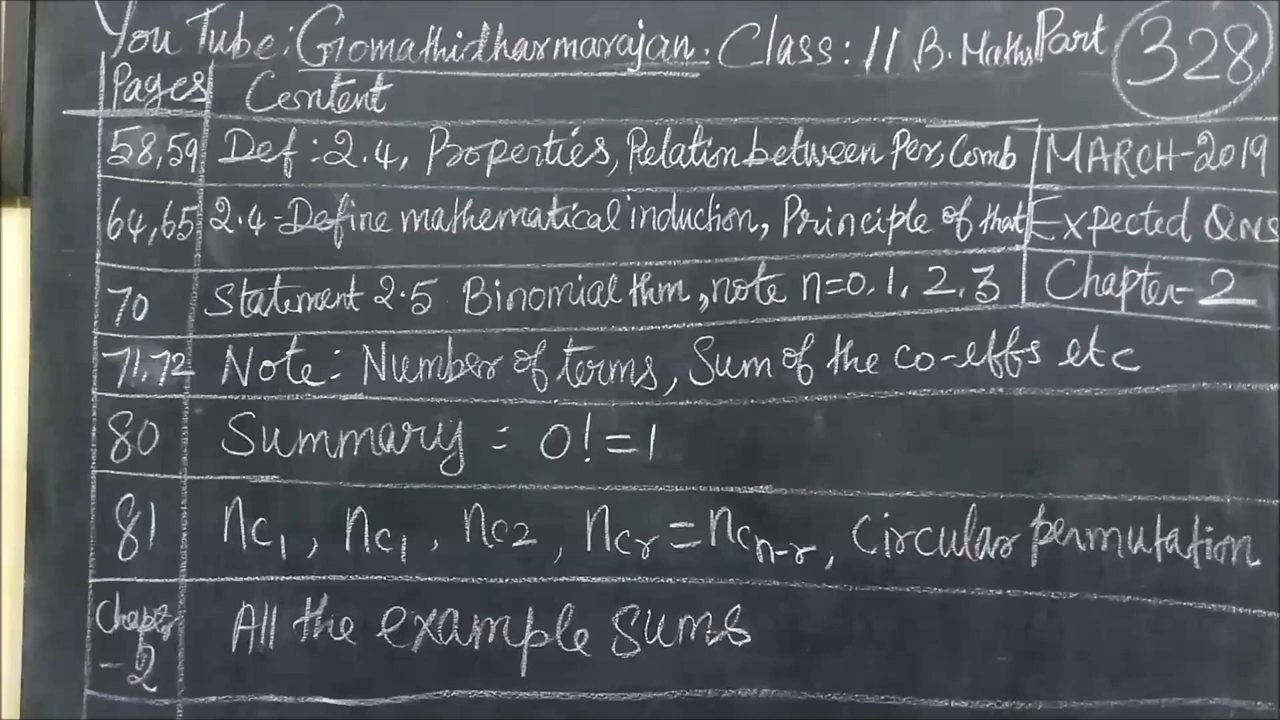 You Tube: Gomathidharmarajan. Class: 11 B. Maths Part 328
Pages Content
58,59 Def: 2.4, Properties, Relation between Per, Comb MARCH-2019
64,65 2.4-Define mathematical induction, Principle of that Expected QNS
70 Statement 2.5 Binomial thm, note n=0,1,2,3 Chapter-2
71,72 Note: Number of terms, Sum of the co-effs etc
80 Summary = 0! = 1
81 nc1, nc1, nc2, ncr = ncn-r, Circular permutation
Chapter-2 All the example sums